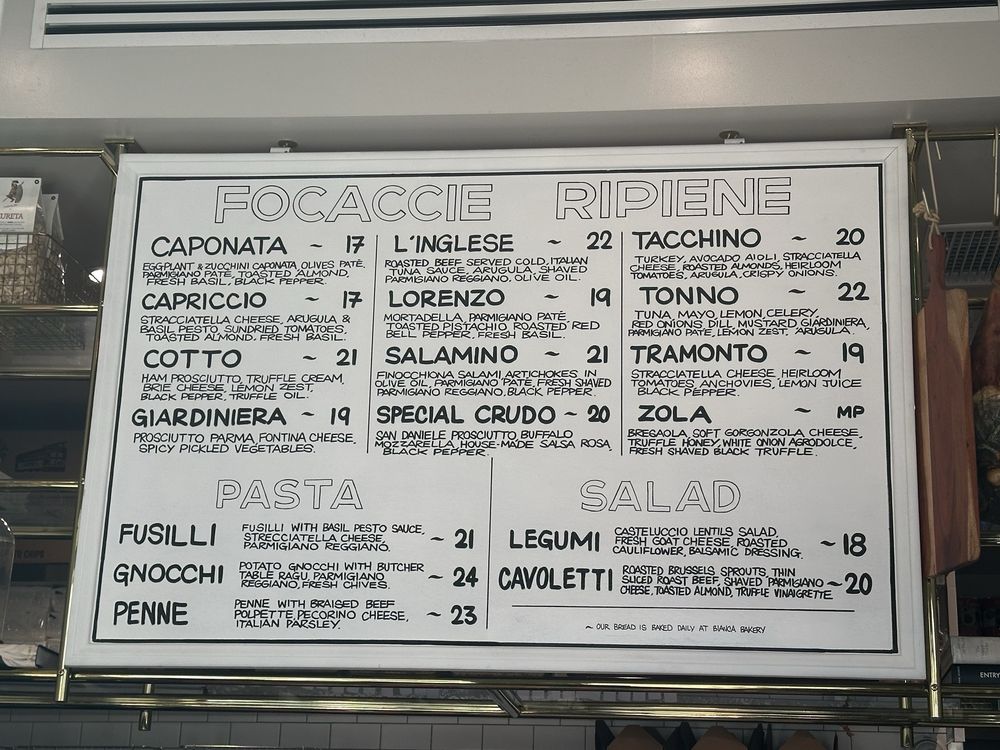 FOCACCIE RIPIENE
CAPONATA ~ 17
EGGPLANT & ZUCCHINI CAPONATA, OLIVES PATÈ,
PARMIGIANO PATÈ, TOASTED ALMOND,
FRESH BASIL, BLACK PEPPER.
CAPRICCIO ~ 17
STRACCIATELLA CHEESE, ARUGULA &
BASIL PESTO, SUNDRIED TOMATOES,
TOASTED ALMOND, FRESH BASIL.
COTTO ~ 21
HAM PROSCIUTTO, TRUFFLE CREAM,
BRIE CHEESE, LEMON ZEST,
BLACK PEPPER, TRUFFLE OIL.
GIARDINIERA ~ 19
PROSCIUTTO PARMA, FONTINA CHEESE,
SPICY PICKLED VEGETABLES.
L'INGLESE ~ 22
ROASTED BEEF SERVED COLD, ITALIAN
TUNA SAUCE, ARUGULA, SHAVED
PARMIGIANO REGGIANO, OLIVE OIL.
LORENZO ~ 19
MORTADELLA, PARMIGIANO PATÈ
TOASTED PISTACHIO ROASTED RED
BELL PEPPER, FRESH BASIL.
SALAMINO ~ 21
FINOCCHONA SALAMI, ARTICHOKES IN
OLIVE OIL, PARMIGIANO PATÈ, FRESH SHAVED
PARMIGIANO REGGIANO, BLACK PEPPER.
SPECIAL CRUDO ~ 20
SAN DANIELE PROSCIUTTO, BUFFALO
MOZZARELLA, HOUSE-MADE SALSA ROSA,
BLACK PEPPER.
TACCHINO ~ 20
TURKEY, AVOCADO AIOLI, STRACCIATELLA
CHEESE, ROASTED ALMONDS, HEIRLOOM
TOMATOES, ARUGULA, CRISPY ONIONS.
TONNO ~ 22
TUNA MAYO, LEMON, CELERY,
RED ONIONS DILL MUSTARD GIARDINIERA,
PARMIGIANO PATE, LEMON ZEST. ARUGULA
TRAMONTO ~ 19
STRACCIATELLA CHEESE, HEIRLOOM
TOMATOES, ANCHOVIES, LEMON JUICE
BLACK PEPPER.
ZOLA ~ MP
BREGAOLA, SOFT GORGONZOLA CHEESE,
TRUFFLE HONEY, WHITE ONION AGRODOLCE,
FRESH SHAVED BLACK TRUFFLE.
PASTA
FUSILLI FUSILLI WITH BASIL PESTO SAUCE,
STRECCIATELLA CHEESE,
PARMIGIANO REGGIANO. ~ 21
GNOCCHI POTATO GNOCCHI WITH BUTCHER
TABLE RAGU, PARMIGIANO
REGGIANO, FRESH CHIVES. ~ 24
PENNE PENNE WITH BRAISED BEEF
POLPETTE, PECORINO CHEESE,
ITALIAN PARSLEY. ~ 23
SALAD
LEGUMI CASTELUCCIO LENTILS SALAD,
FRESH GOAT CHEESE, ROASTED
CAULIFLOWER, BALSAMIC DRESSING. ~ 18
CAVOLETTI ROASTED BRUSSELS SPROUTS, THIN
SLICED ROAST BEEF, SHAVED PARMIGIANO
CHEESE, TOASTED ALMOND, TRUFFLE VINAIGRETTE. ~ 20
~ OUR BREAD IS BAKED DAILY AT BIANCA BAKERY
ENTRY